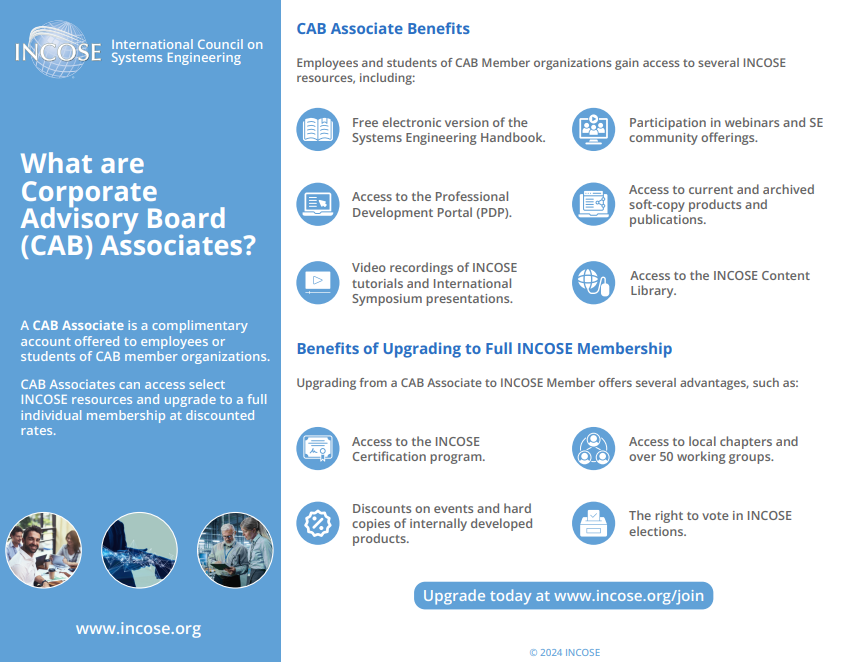 INCOSE
International Council on
Systems Engineering
What are
Corporate
Advisory Board
(CAB) Associates?
A CAB Associate is a complimentary
account offered to employees or
students of CAB member organizations.
CAB Associates can access select
INCOSE resources and upgrade to a full
individual membership at discounted
rates.
www.incose.org
CAB Associate Benefits
Employees and students of CAB Member organizations gain access to several INCOSE
resources, including:
Free electronic version of the
Systems Engineering Handbook.
Participation in webinars and SE
community offerings.
Access to the Professional
Development Portal (PDP).
Access to current and archived
soft-copy products and
publications.
Video recordings of INCOSE
tutorials and International
Symposium presentations.
Access to the INCOSE Content
Library.
Benefits of Upgrading to Full INCOSE Membership
Upgrading from a CAB Associate to INCOSE Member offers several advantages, such as:
Access to the INCOSE
Certification program.
Access to local chapters and
over 50 working groups.
Discounts on events and hard
copies of internally developed
products.
The right to vote in INCOSE
elections.
Upgrade today at www.incose.org/join
© 2024 INCOSE